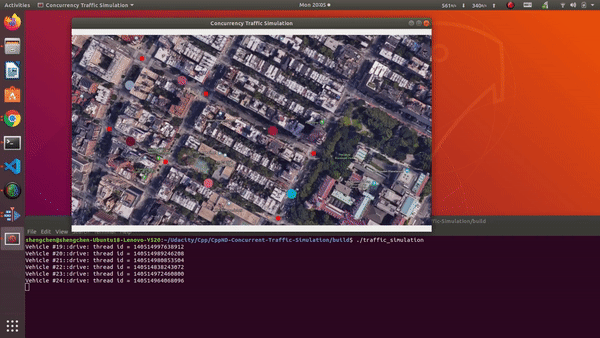 Activities
Concurrency Traffic Simulation
Mon 20:05
561
340
Concurrency Traffic Simulation
ffic-Simulation/build
File Edit View Search
shengchen@shengchen-Ubuntu18-Lenovo-Y520:~/Udacity/Cpp/CppND-Concurrent-Traffic-Simulation/build$ ./traffic_simulation
Vehicle #19::drive: thread id = 140514997638912
Vehicle #20::drive: thread id = 140514989246208
Vehicle #21::drive: thread id = 140514980853504
Vehicle #22::drive: thread id = 140514838243072
Vehicle #23::drive: thread id = 140514972460800
Vehicle #24::drive: thread id = 140514964068096